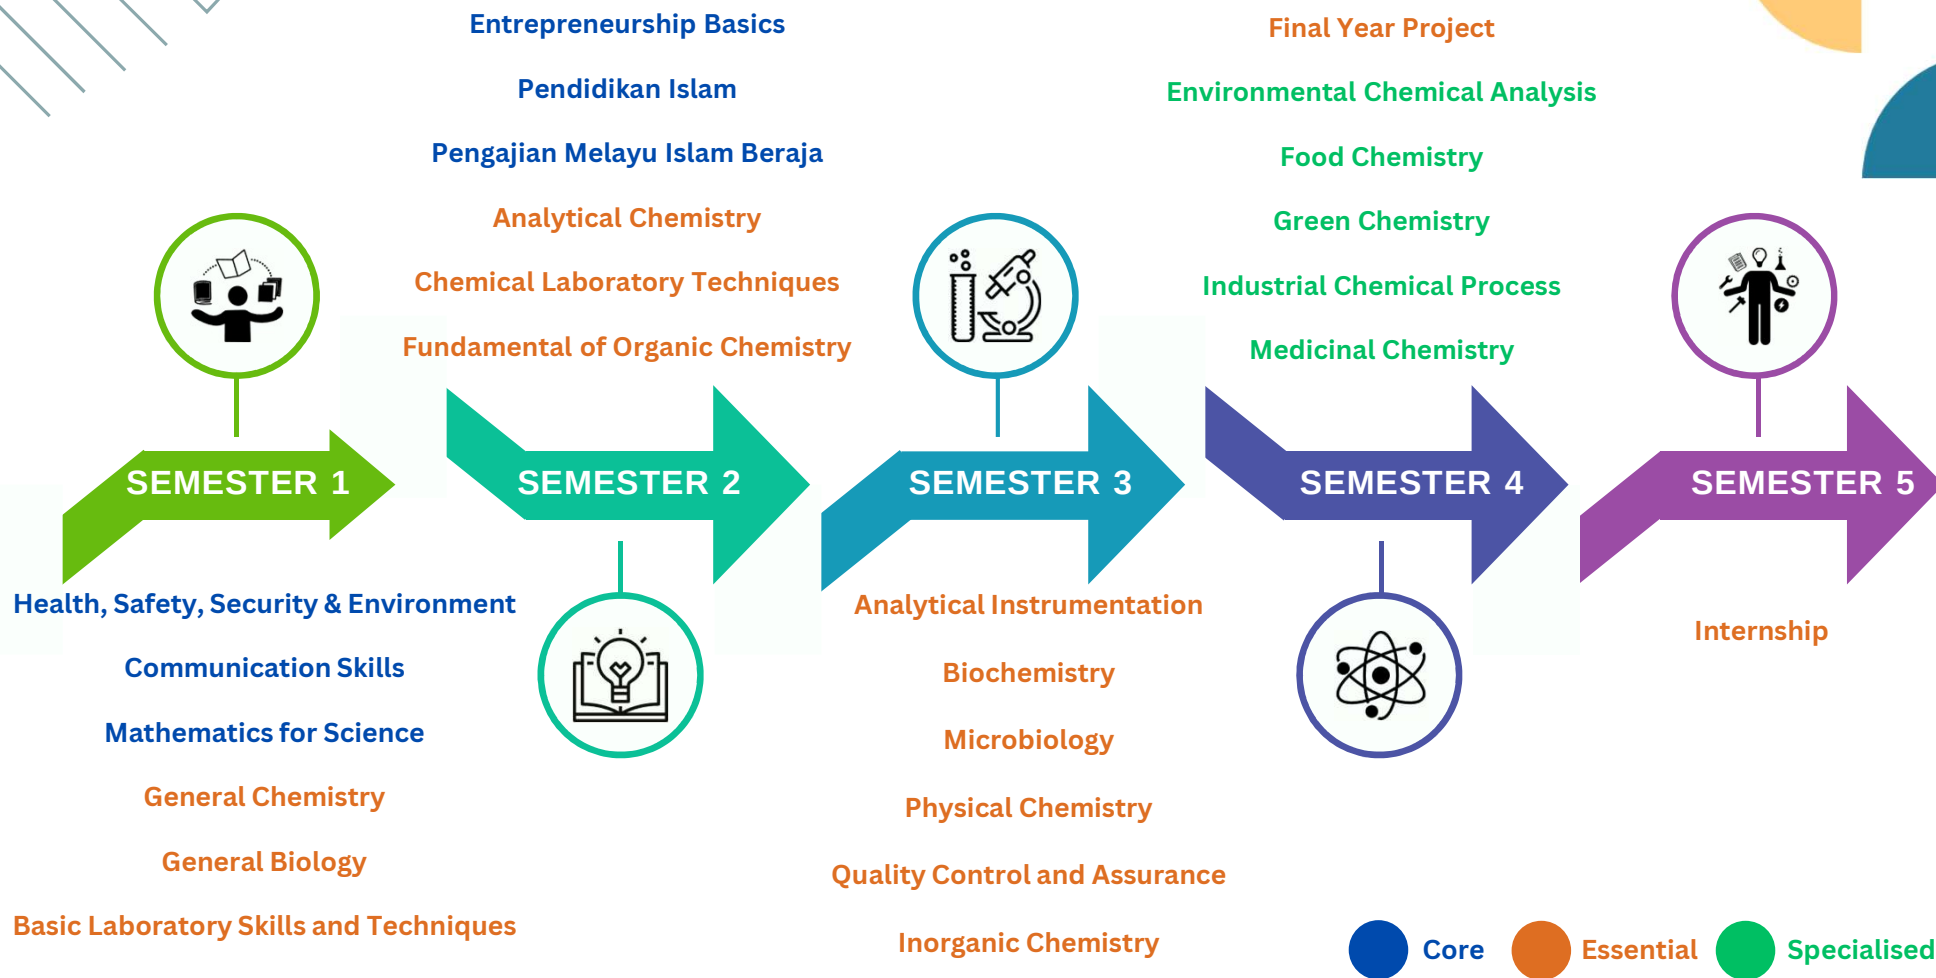 Entrepreneurship Basics
Pendidikan Islam
Pengajian Melayu Islam Beraja
Analytical Chemistry
Chemical Laboratory Techniques
Fundamental of Organic Chemistry
Final Year Project
Environmental Chemical Analysis
Food Chemistry
Green Chemistry
Industrial Chemical Process
Medicinal Chemistry
SEMESTER 1
SEMESTER 2
SEMESTER 3
SEMESTER 4
SEMESTER 5
Health, Safety, Security & Environment
Communication Skills
Mathematics for Science
General Chemistry
General Biology
Basic Laboratory Skills and Techniques
Analytical Instrumentation
Biochemistry
Microbiology
Physical Chemistry
Quality Control and Assurance
Inorganic Chemistry
Internship
Core
Essential
Specialised